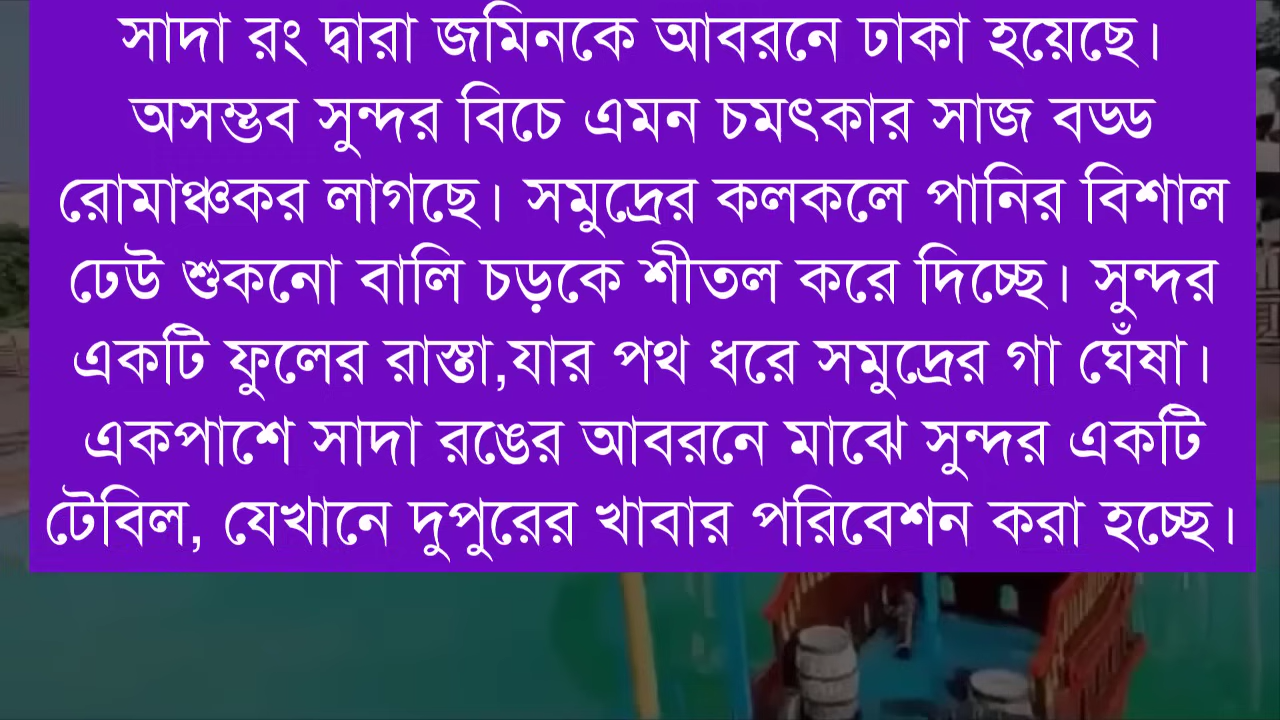 সাদা রং দ্বারা জমিনকে আবরনে ঢাকা হয়েছে।
অসম্ভব সুন্দর বিচে এমন চমৎকার সাজ বড্ড
রোমাঞ্চকর লাগছে। সমুদ্রের কলকলে পানির বিশাল
ঢেউ শুকনো বালি চড়কে শীতল করে দিচ্ছে। সুন্দর
একটি ফুলের রাস্তা,যার পথ ধরে সমুদ্রের গা ঘেঁষা।
একপাশে সাদা রঙের আবরনে মাঝে সুন্দর একটি
টেবিল, যেখানে দুপুরের খাবার পরিবেশন করা হচ্ছে।